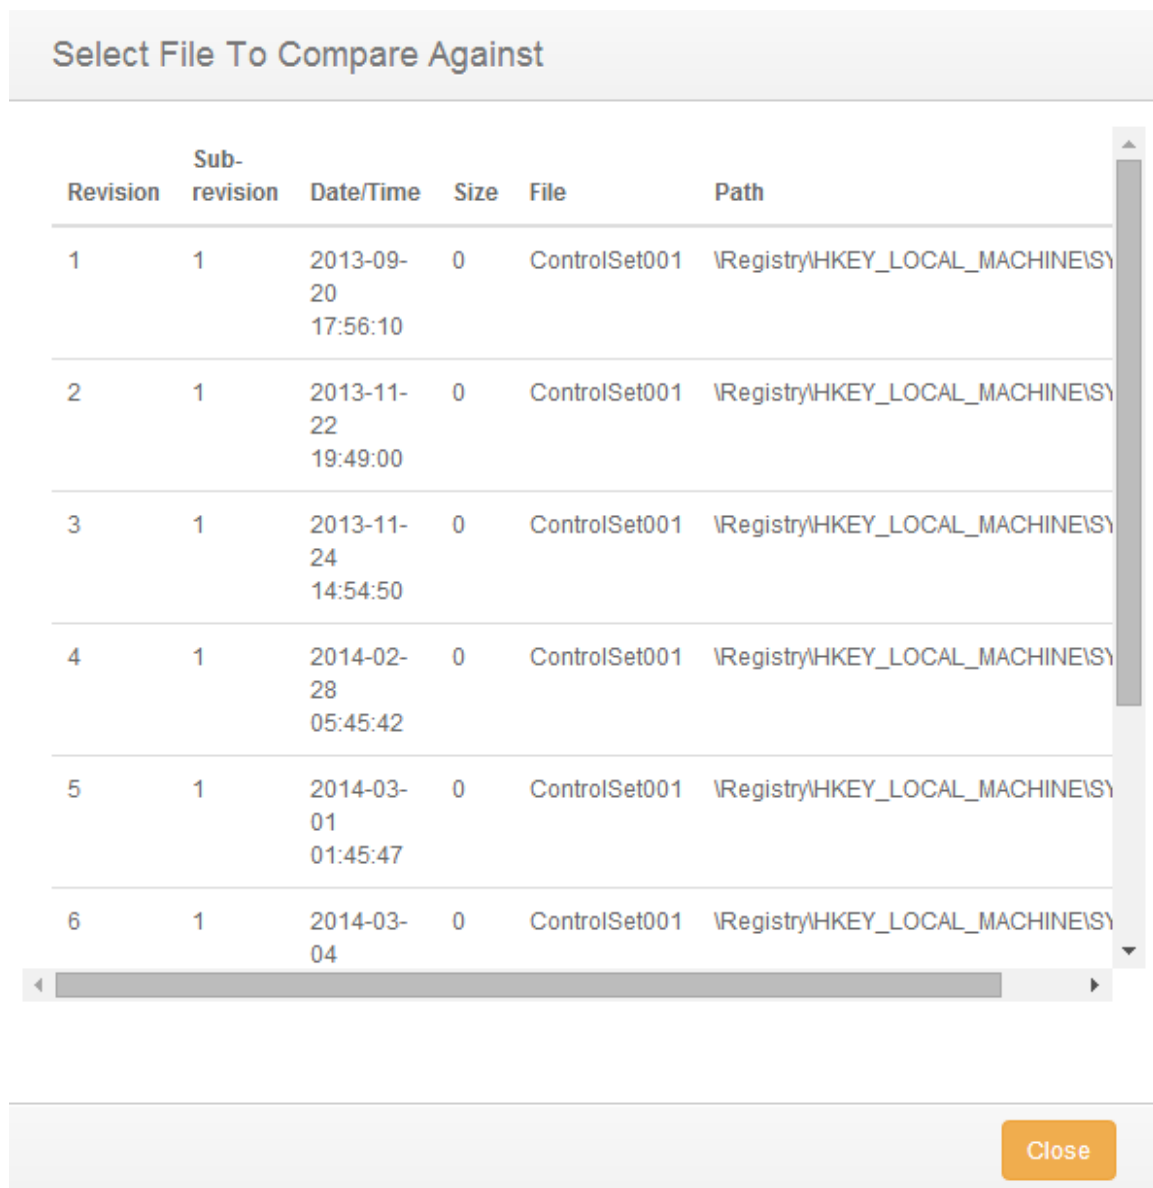 Select File To Compare Against
Sub-
Revision revision Date/Time Size File Path
1 1 2013-09- 0 ControlSet001 \Registry\HKEY_LOCAL_MACHINE\SY
20
17:56:10
2 1 2013-11- 0 ControlSet001 \Registry\HKEY_LOCAL_MACHINE\SY
22
19:49:00
3 1 2013-11- 0 ControlSet001 \Registry\HKEY_LOCAL_MACHINE\SY
24
14:54:50
4 1 2014-02- 0 ControlSet001 \Registry\HKEY_LOCAL_MACHINE\SY
28
05:45:42
5 1 2014-03- 0 ControlSet001 \Registry\HKEY_LOCAL_MACHINE\SY
01
01:45:47
6 1 2014-03- 0 ControlSet001 \Registry\HKEY_LOCAL_MACHINE\SY
04
Close